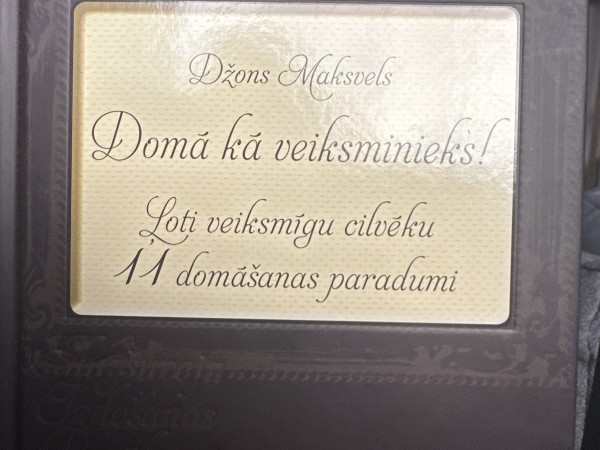 Džons Maksvels
Domā kā veiksminieks!
Ļoti veiksmīgu cilvēku
11 domāšanas paradumi